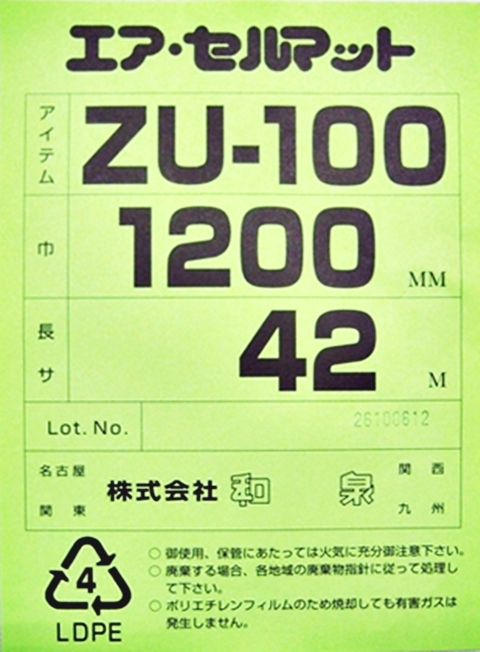 エア・セルマット
アイテム
ZU-100
巾
1200 MM
長サ
42 M
Lot. No. 26100612
名古屋 関西
株式会社 和泉
関東 九州
4
LDPE
○ 御使用、保管にあたっては火気に充分御注意下さい。
○ 廃棄する場合、各地域の廃棄物指針に従って処理し
て下さい。
○ ポリエチレンフィルムのため焼却しても有害ガスは
発生しません。